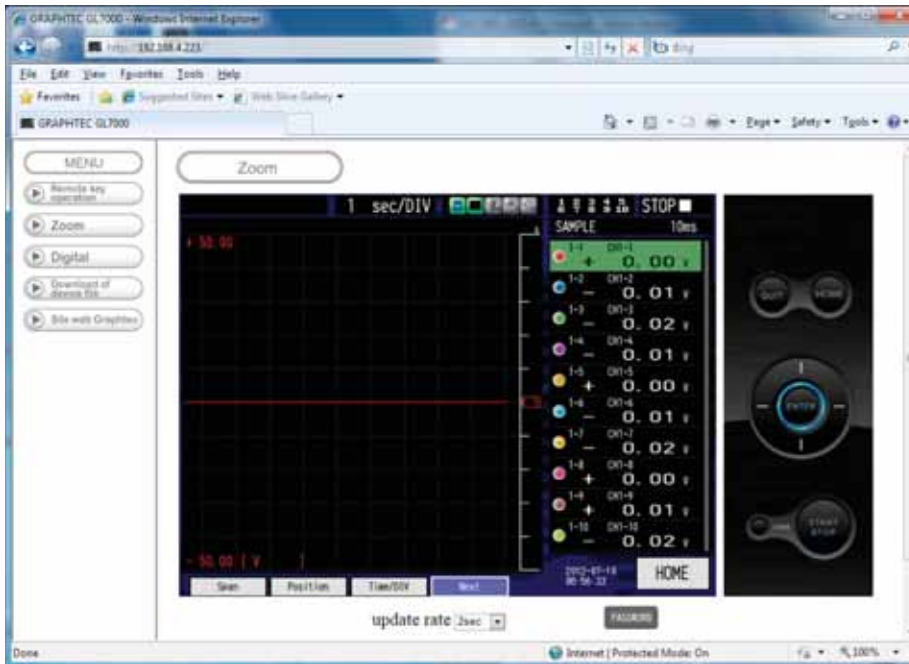 GRAPHTEC GL7000 - Windows Internet Explorer
http://192.168.4.223/
bing
File Edit View Favorites Tools Help
Favorites Suggested Sites Web Slice Gallery
GRAPHTEC GL7000
Page Safety Tools
MENU
Remote key operation
Zoom
Digital
Download of device file
Site web Graphtec
Zoom
1 sec/DIV
STOP
SAMPLE 10ms
+ 50.00
1-1 CH1-1
+ 0.00 V
1-2 CH1-2
- 0.01 V
1-3 CH1-3
- 0.02 V
1-4 CH1-4
- 0.01 V
1-5 CH1-5
+ 0.00 V
1-6 CH1-6
- 0.01 V
1-7 CH1-7
- 0.02 V
1-8 CH1-8
+ 0.00 V
1-9 CH1-9
+ 0.01 V
1-10 CH1-10
- 0.02 V
- 50.00 [ V ]
Span Position Time/DIV Next
HOME
QUIT HOME
ENTER
START STOP
update rate 2sec
PASSWORD
Done
Internet | Protected Mode: On
100%